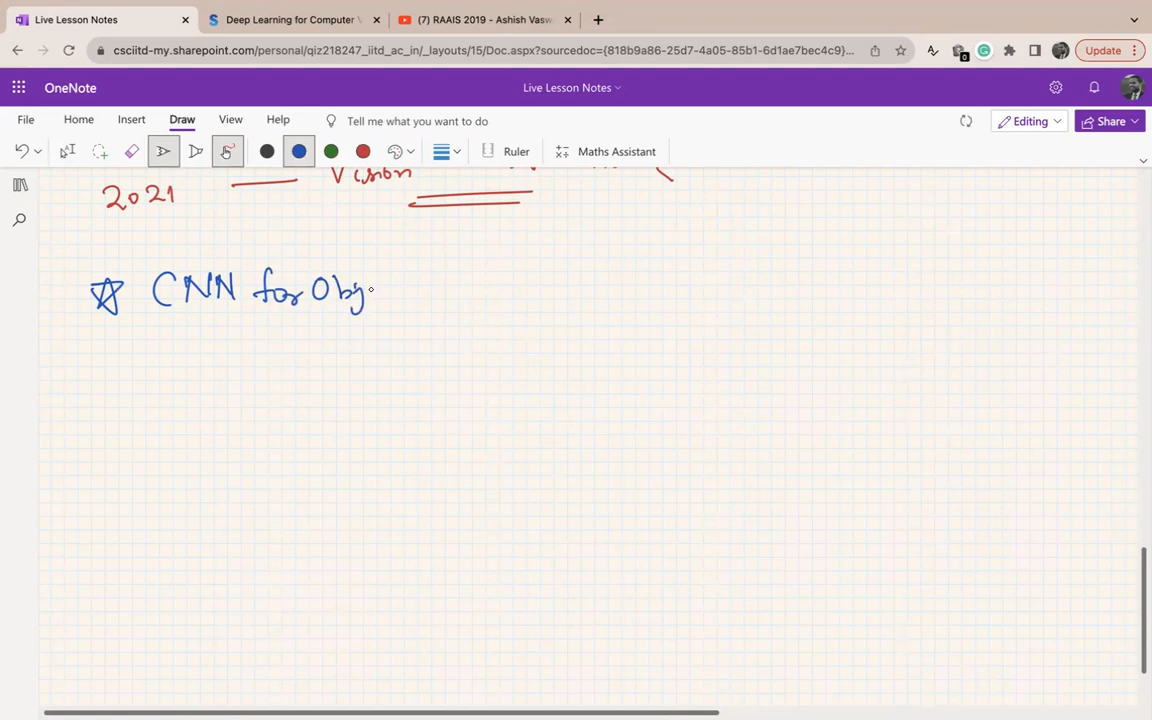 Live Lesson Notes
Deep Learning for Computer V
(7) RAAIS 2019 - Ashish Vasw
csciitd-my.sharepoint.com/personal/qiz218247_iitd_ac_in/_layouts/15/Doc.aspx?sourcedoc={818b9a86-25d7-4a05-85b1-6d1ae7bec4c9}...
0
Update
OneNote
Live Lesson Notes
File Home Insert Draw View Help Tell me what you want to do
Editing
Share
Ruler
Maths Assistant
Vision
2021
CNN for Obj